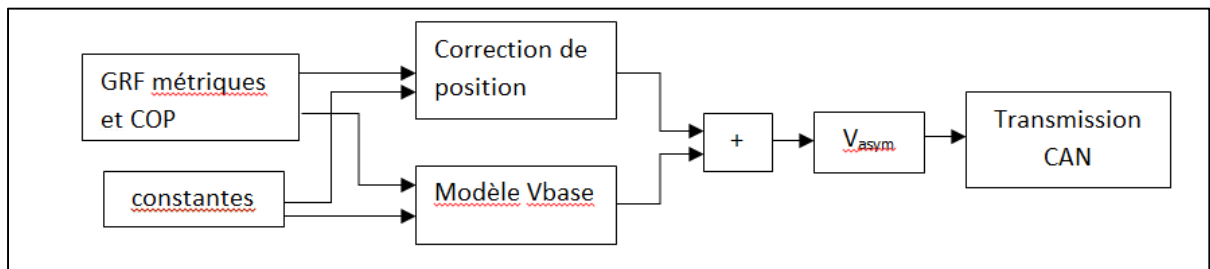 GRF métriques
et COP
constantes
Correction de
position
Modèle Vbase
+
Vasym
Transmission
CAN